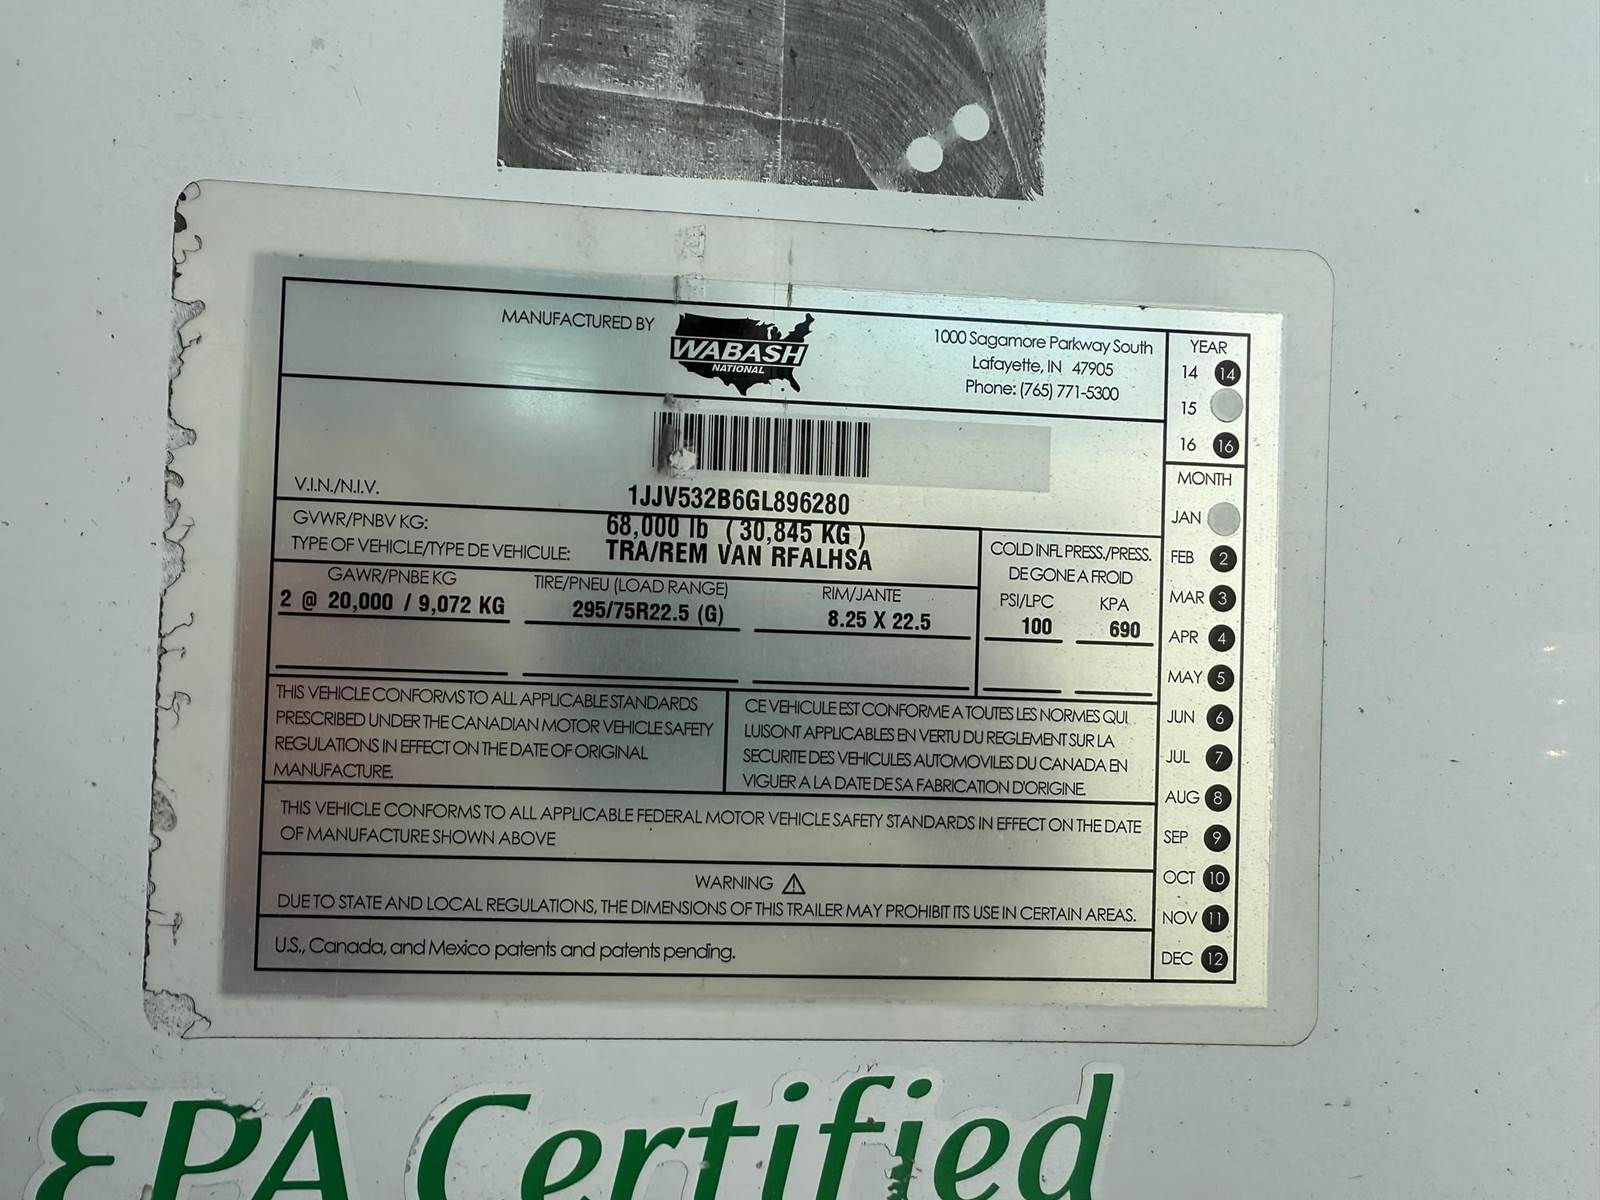 MANUFACTURED BY
WABASH
NATIONAL
1000 Sagamore Parkway South
Lafayette, IN 47905
Phone: (765) 771-5300
YEAR
14 14
15
16 16
V.I.N./N.I.V.
1JJV532B6GL896280
GVWR/PNBV KG:
68,000 lb (30,845 KG)
TYPE OF VEHICLE/TYPE DE VEHICULE:
TRA/REM VAN RFALHSA
COLD INFL PRESS./PRESS.
DE GONE A FROID
GAWR/PNBE KG
TIRE/PNEU (LOAD RANGE)
RIM/JANTE
PSI/LPC
KPA
2 @ 20,000 / 9,072 KG
295/75R22.5 (G)
8.25 X 22.5
100
690
MONTH
JAN
FEB 2
MAR 3
APR 4
MAY 5
JUN 6
JUL 7
AUG 8
SEP 9
OCT 10
NOV 11
DEC 12
THIS VEHICLE CONFORMS TO ALL APPLICABLE STANDARDS
PRESCRIBED UNDER THE CANADIAN MOTOR VEHICLE SAFETY
REGULATIONS IN EFFECT ON THE DATE OF ORIGINAL
MANUFACTURE.
CE VEHICULE EST CONFORME A TOUTES LES NORMES QUI
LUISONT APPLICABLES EN VERTU DU REGLEMENT SUR LA
SECURITE DES VEHICULES AUTOMOVILES DU CANADA EN
VIGUER A LA DATE DE SA FABRICATION D'ORIGINE.
THIS VEHICLE CONFORMS TO ALL APPLICABLE FEDERAL MOTOR VEHICLE SAFETY STANDARDS IN EFFECT ON THE DATE
OF MANUFACTURE SHOWN ABOVE
WARNING
DUE TO STATE AND LOCAL REGULATIONS, THE DIMENSIONS OF THIS TRAILER MAY PROHIBIT ITS USE IN CERTAIN AREAS.
U.S., Canada, and Mexico patents and patents pending.
EPA Certified